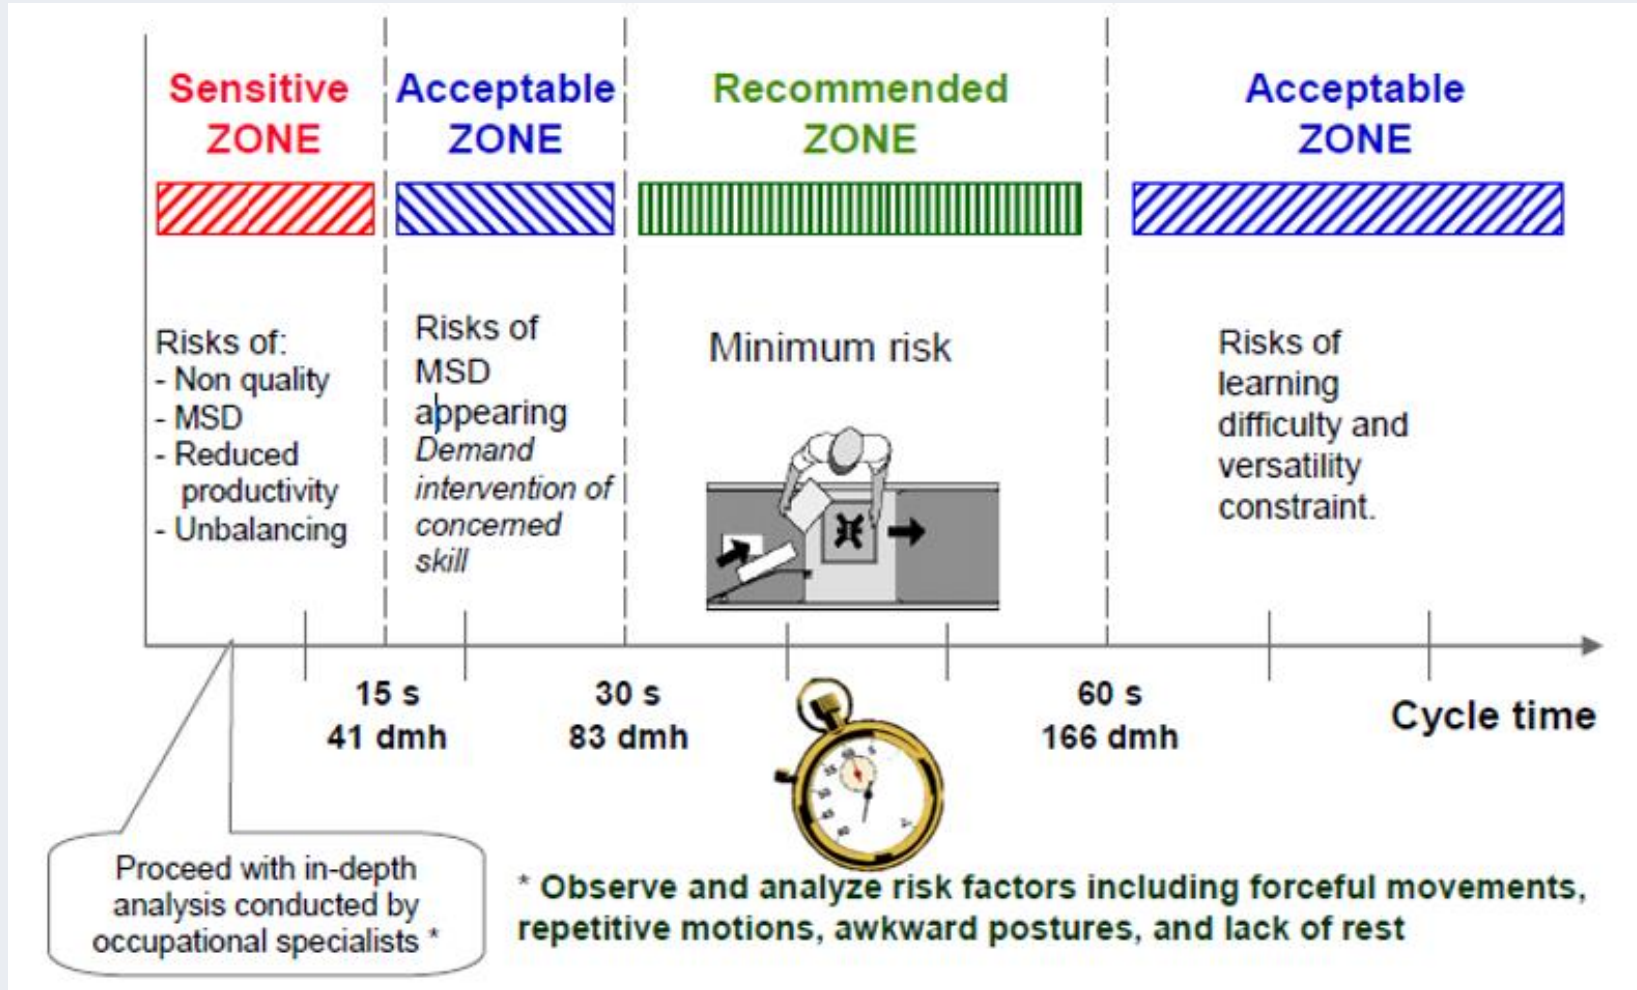 Sensitive
ZONE
Acceptable
ZONE
Recommended
ZONE
Acceptable
ZONE
Risks of:
- Non quality
- MSD
- Reduced
productivity
- Unbalancing
Risks of
MSD
appearing
Demand
intervention of
concerned
skill
Minimum risk
Risks of
learning
difficulty and
versatility
constraint.
15 s
41 dmh
30 s
83 dmh
60 s
166 dmh
Cycle time
Proceed with in-depth
analysis conducted by
occupational specialists *
* Observe and analyze risk factors including forceful movements,
repetitive motions, awkward postures, and lack of rest